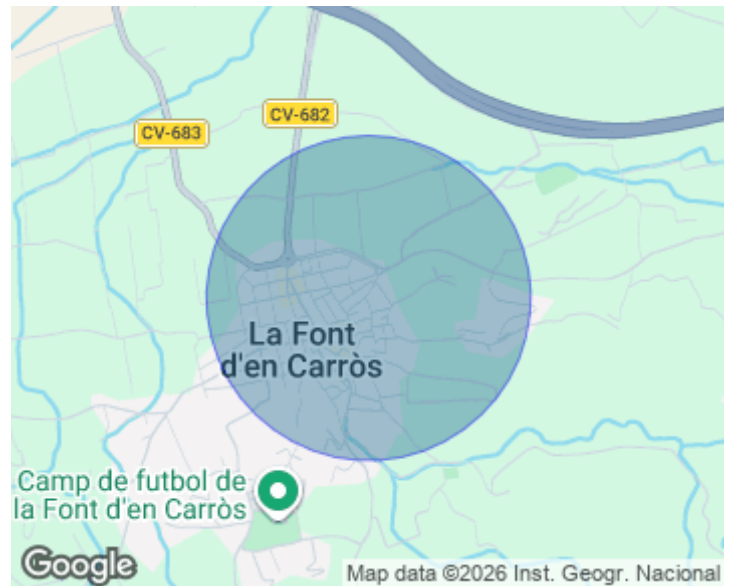 CV-682
CV-683
La Font
d'en Carròs
Camp de futbol de
la Font d'en Carròs
Google
Map data ©2026 Inst. Geogr. Nacional